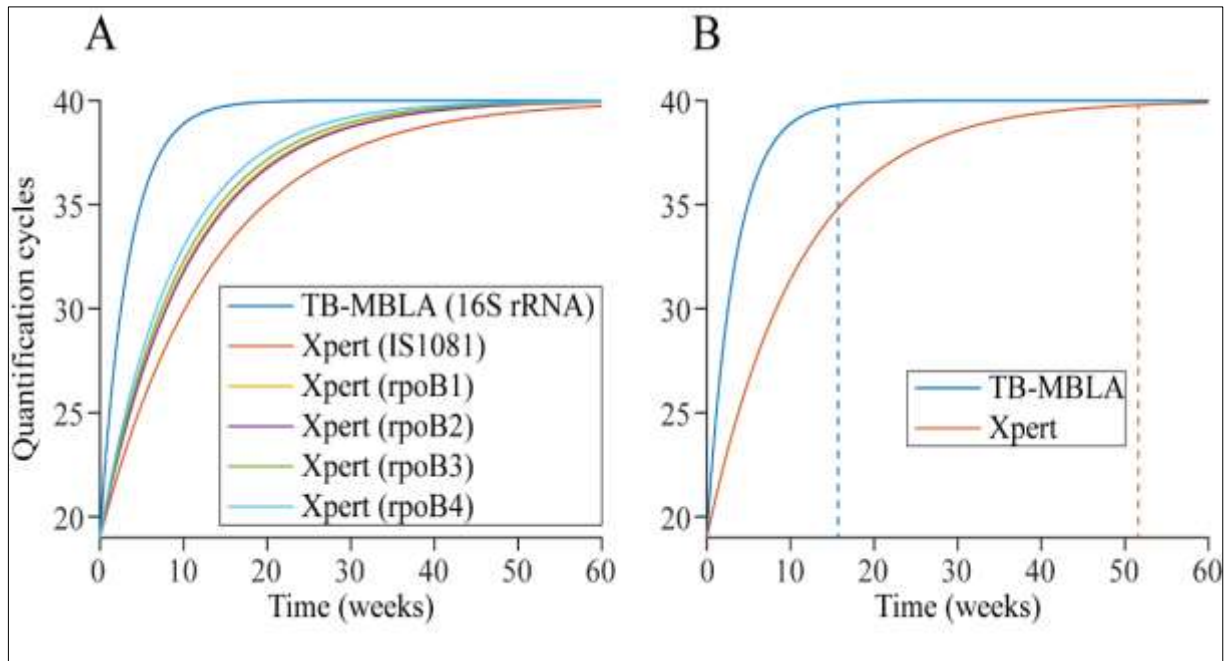 A
40
35
30
25
20
0
10
20
30
40
50
60
Quantification cycles
Time (weeks)
TB-MBLA (16S rRNA)
Xpert (IS1081)
Xpert (rpoB1)
Xpert (rpoB2)
Xpert (rpoB3)
Xpert (rpoB4)
B
40
35
30
25
20
0
10
20
30
40
50
60
Time (weeks)
TB-MBLA
Xpert